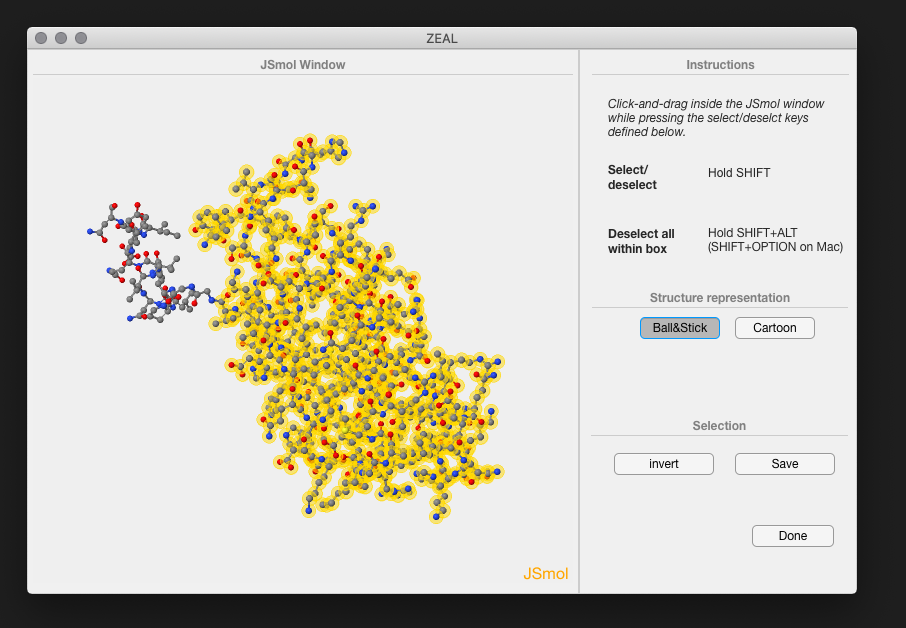 ZEAL
JSmol Window
Instructions
Click-and-drag inside the JSmol window
while pressing the select/deselct keys
defined below.
Select/
deselect
Hold SHIFT
Deselect all
within box
Hold SHIFT+ALT
(SHIFT+OPTION on Mac)
Structure representation
Ball&Stick
Cartoon
Selection
invert
Save
Done
JSmol